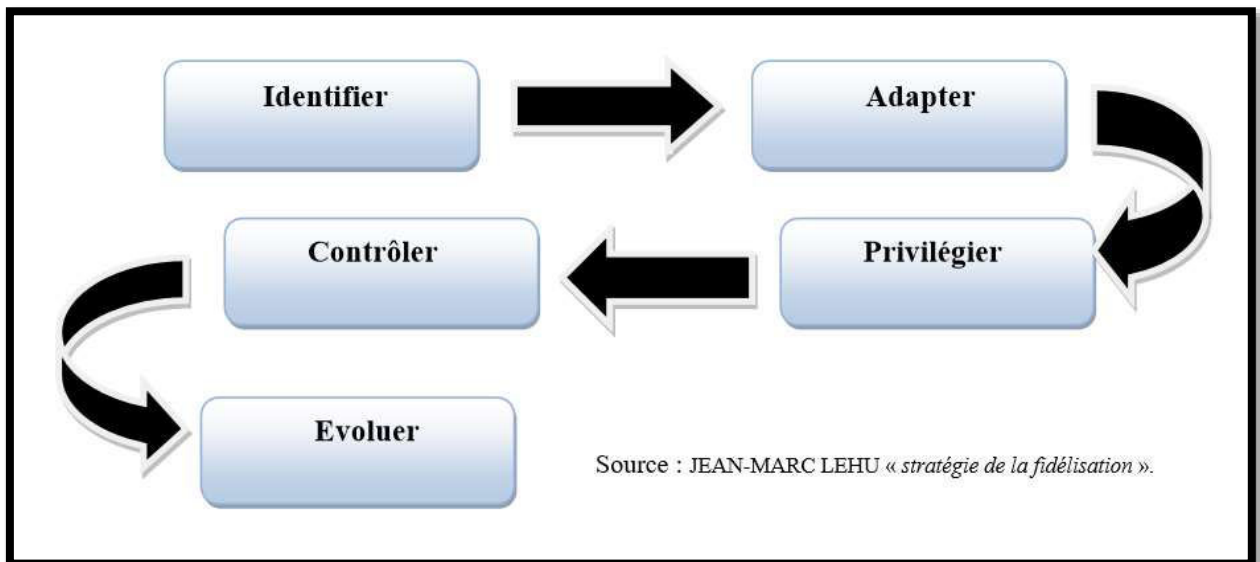 Identifier
Adapter
Privilégier
Contrôler
Evoluer
Source : JEAN-MARC LEHU « stratégie de la fidélisation ».